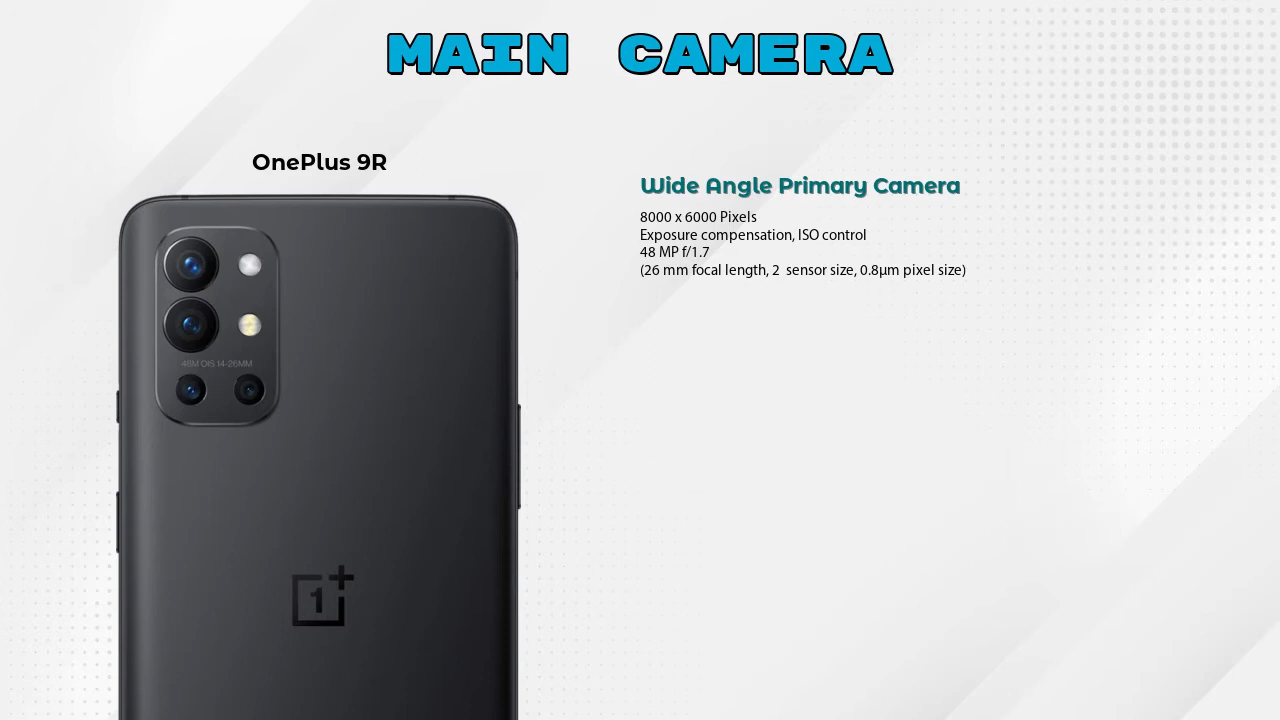 MAIN CAMERA
OnePlus 9R
Wide Angle Primary Camera
8000 x 6000 Pixels
Exposure compensation, ISO control
48 MP f/1.7
(26 mm focal length, 2  sensor size, 0.8µm pixel size)
48M OIS 14-26MM
1+